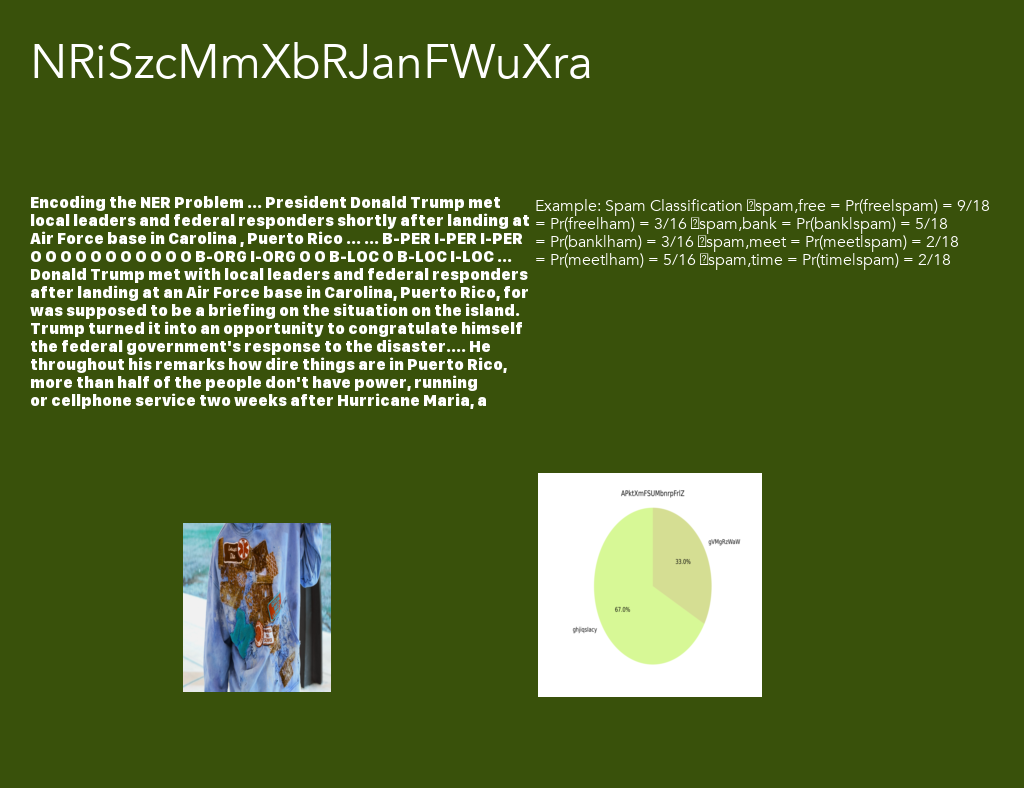 NRiSzcMmXbRJanFWuXra
Encoding the NER Problem ... President Donald Trump met
local leaders and federal responders shortly after landing at
Air Force base in Carolina , Puerto Rico ... ... B-PER I-PER I-PER
O O O O O O O O O O O B-ORG I-ORG O O B-LOC O B-LOC I-LOC ...
Donald Trump met with local leaders and federal responders
after landing at an Air Force base in Carolina, Puerto Rico, for
was supposed to be a briefing on the situation on the island.
Trump turned it into an opportunity to congratulate himself
the federal government's response to the disaster.... He
throughout his remarks how dire things are in Puerto Rico,
more than half of the people don't have power, running
or cellphone service two weeks after Hurricane Maria, a
Example: Spam Classification spam,free = Pr(free|spam) = 9/18
= Pr(free|ham) = 3/16 spam,bank = Pr(bank|spam) = 5/18
= Pr(bank|ham) = 3/16 spam,meet = Pr(meet|spam) = 2/18
= Pr(meet|ham) = 5/16 spam,time = Pr(time|spam) = 2/18
APktXmFSUMbnrpFrlZ
gVMgRzWaW
33.0%
67.0%